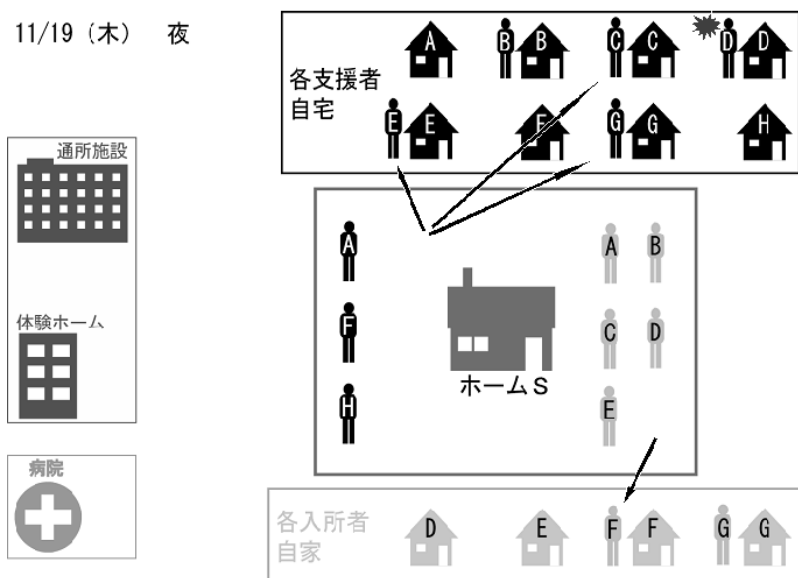 11/19（木）　夜
各支援者
自宅
A
B B
C C
D D
E E
F
G G
H
通所施設
体験ホーム
病院
A
F
H
ホームS
A B
C D
E
各入所者
自家
D
E
F F
G G